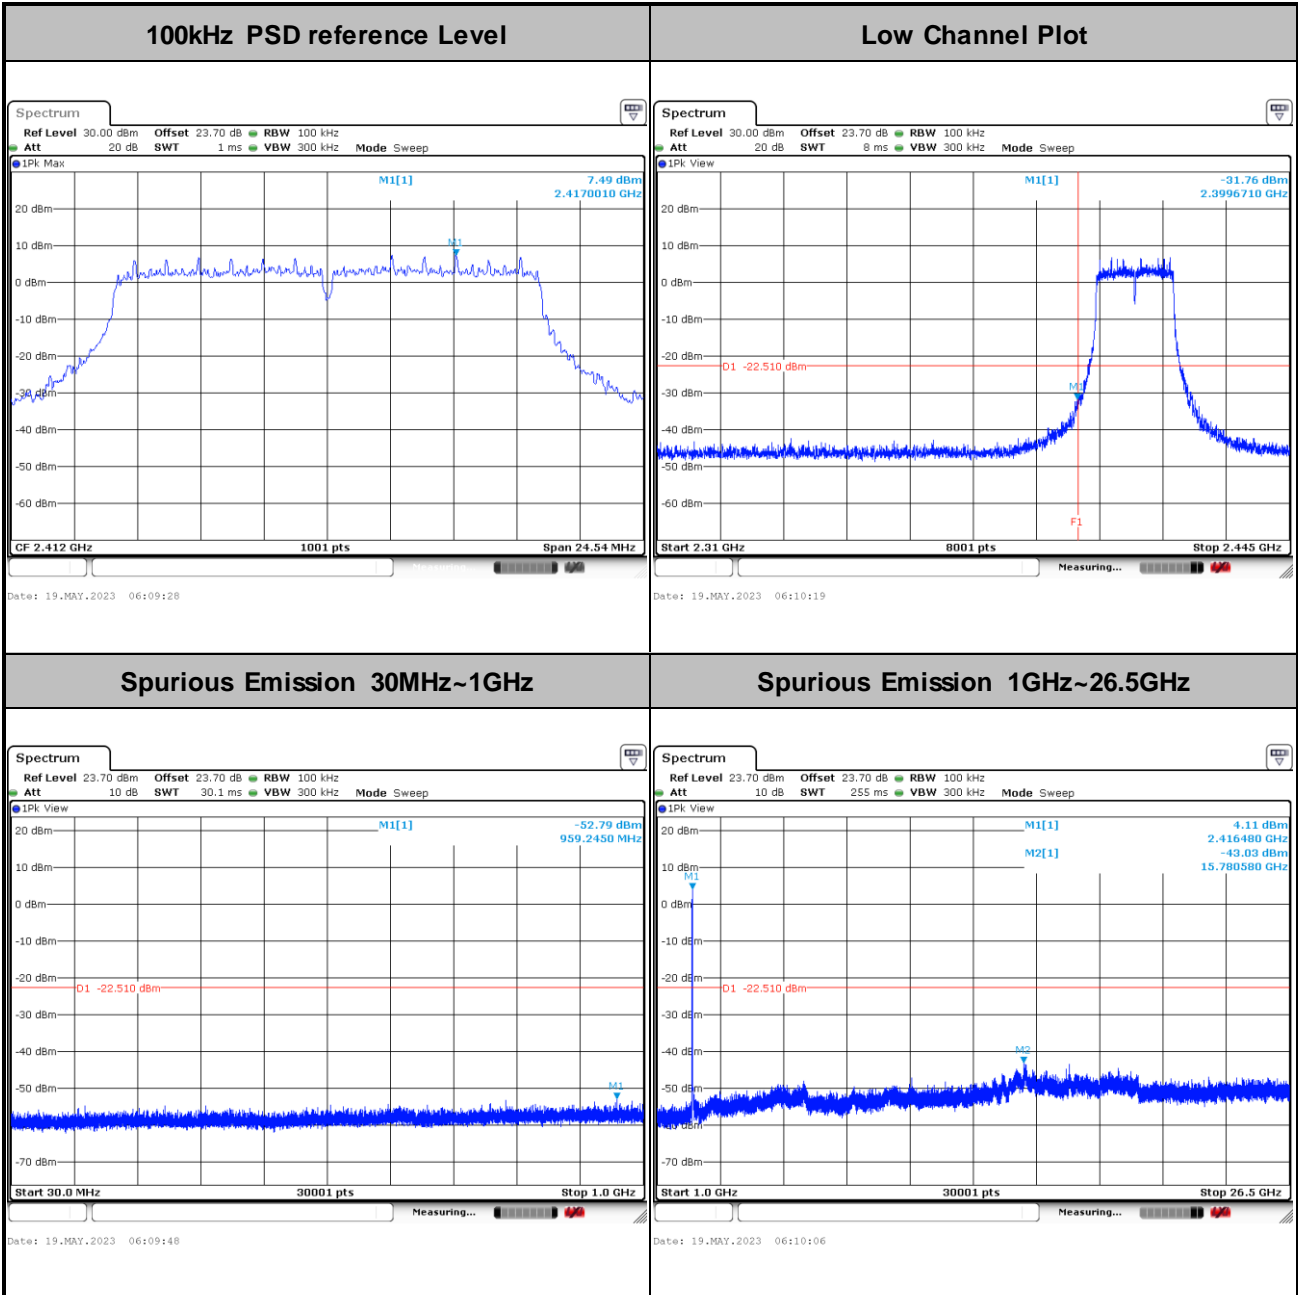 100kHz PSD reference Level
Spectrum
Ref Level 30.00 dBm Offset 23.70 dB RBW 100 kHz
Att 20 dB SWT 1 ms VBW 300 kHz Mode Sweep
1Pk Max
M1[1] 7.49 dBm
2.4170010 GHz
M1
20 dBm
10 dBm
0 dBm
-10 dBm
-20 dBm
-30 dBm
-40 dBm
-50 dBm
-60 dBm
CF 2.412 GHz 1001 pts Span 24.54 MHz
Measuring...
Date: 19.MAY.2023 06:09:28
Low Channel Plot
Spectrum
Ref Level 30.00 dBm Offset 23.70 dB RBW 100 kHz
Att 20 dB SWT 8 ms VBW 300 kHz Mode Sweep
1Pk View
M1[1] -31.76 dBm
2.3996710 GHz
20 dBm
10 dBm
0 dBm
-10 dBm
-20 dBm
D1 -22.510 dBm
M1
-30 dBm
-40 dBm
-50 dBm
-60 dBm
F1
Start 2.31 GHz 8001 pts Stop 2.445 GHz
Measuring...
Date: 19.MAY.2023 06:10:19
Spurious Emission 30MHz~1GHz
Spectrum
Ref Level 23.70 dBm Offset 23.70 dB RBW 100 kHz
Att 10 dB SWT 30.1 ms VBW 300 kHz Mode Sweep
1Pk View
M1[1] -52.79 dBm
959.2450 MHz
20 dBm
10 dBm
0 dBm
-10 dBm
-20 dBm
D1 -22.510 dBm
-30 dBm
-40 dBm
-50 dBm
M1
-70 dBm
Start 30.0 MHz 30001 pts Stop 1.0 GHz
Measuring...
Date: 19.MAY.2023 06:09:48
Spurious Emission 1GHz~26.5GHz
Spectrum
Ref Level 23.70 dBm Offset 23.70 dB RBW 100 kHz
Att 10 dB SWT 255 ms VBW 300 kHz Mode Sweep
1Pk View
M1[1] 4.11 dBm
2.416480 GHz
M2[1] -43.03 dBm
15.780580 GHz
20 dBm
10 dBm
M1
0 dBm
-10 dBm
-20 dBm
D1 -22.510 dBm
-30 dBm
-40 dBm
M2
-50 dBm
-60 dBm
-70 dBm
Start 1.0 GHz 30001 pts Stop 26.5 GHz
Measuring...
Date: 19.MAY.2023 06:10:06